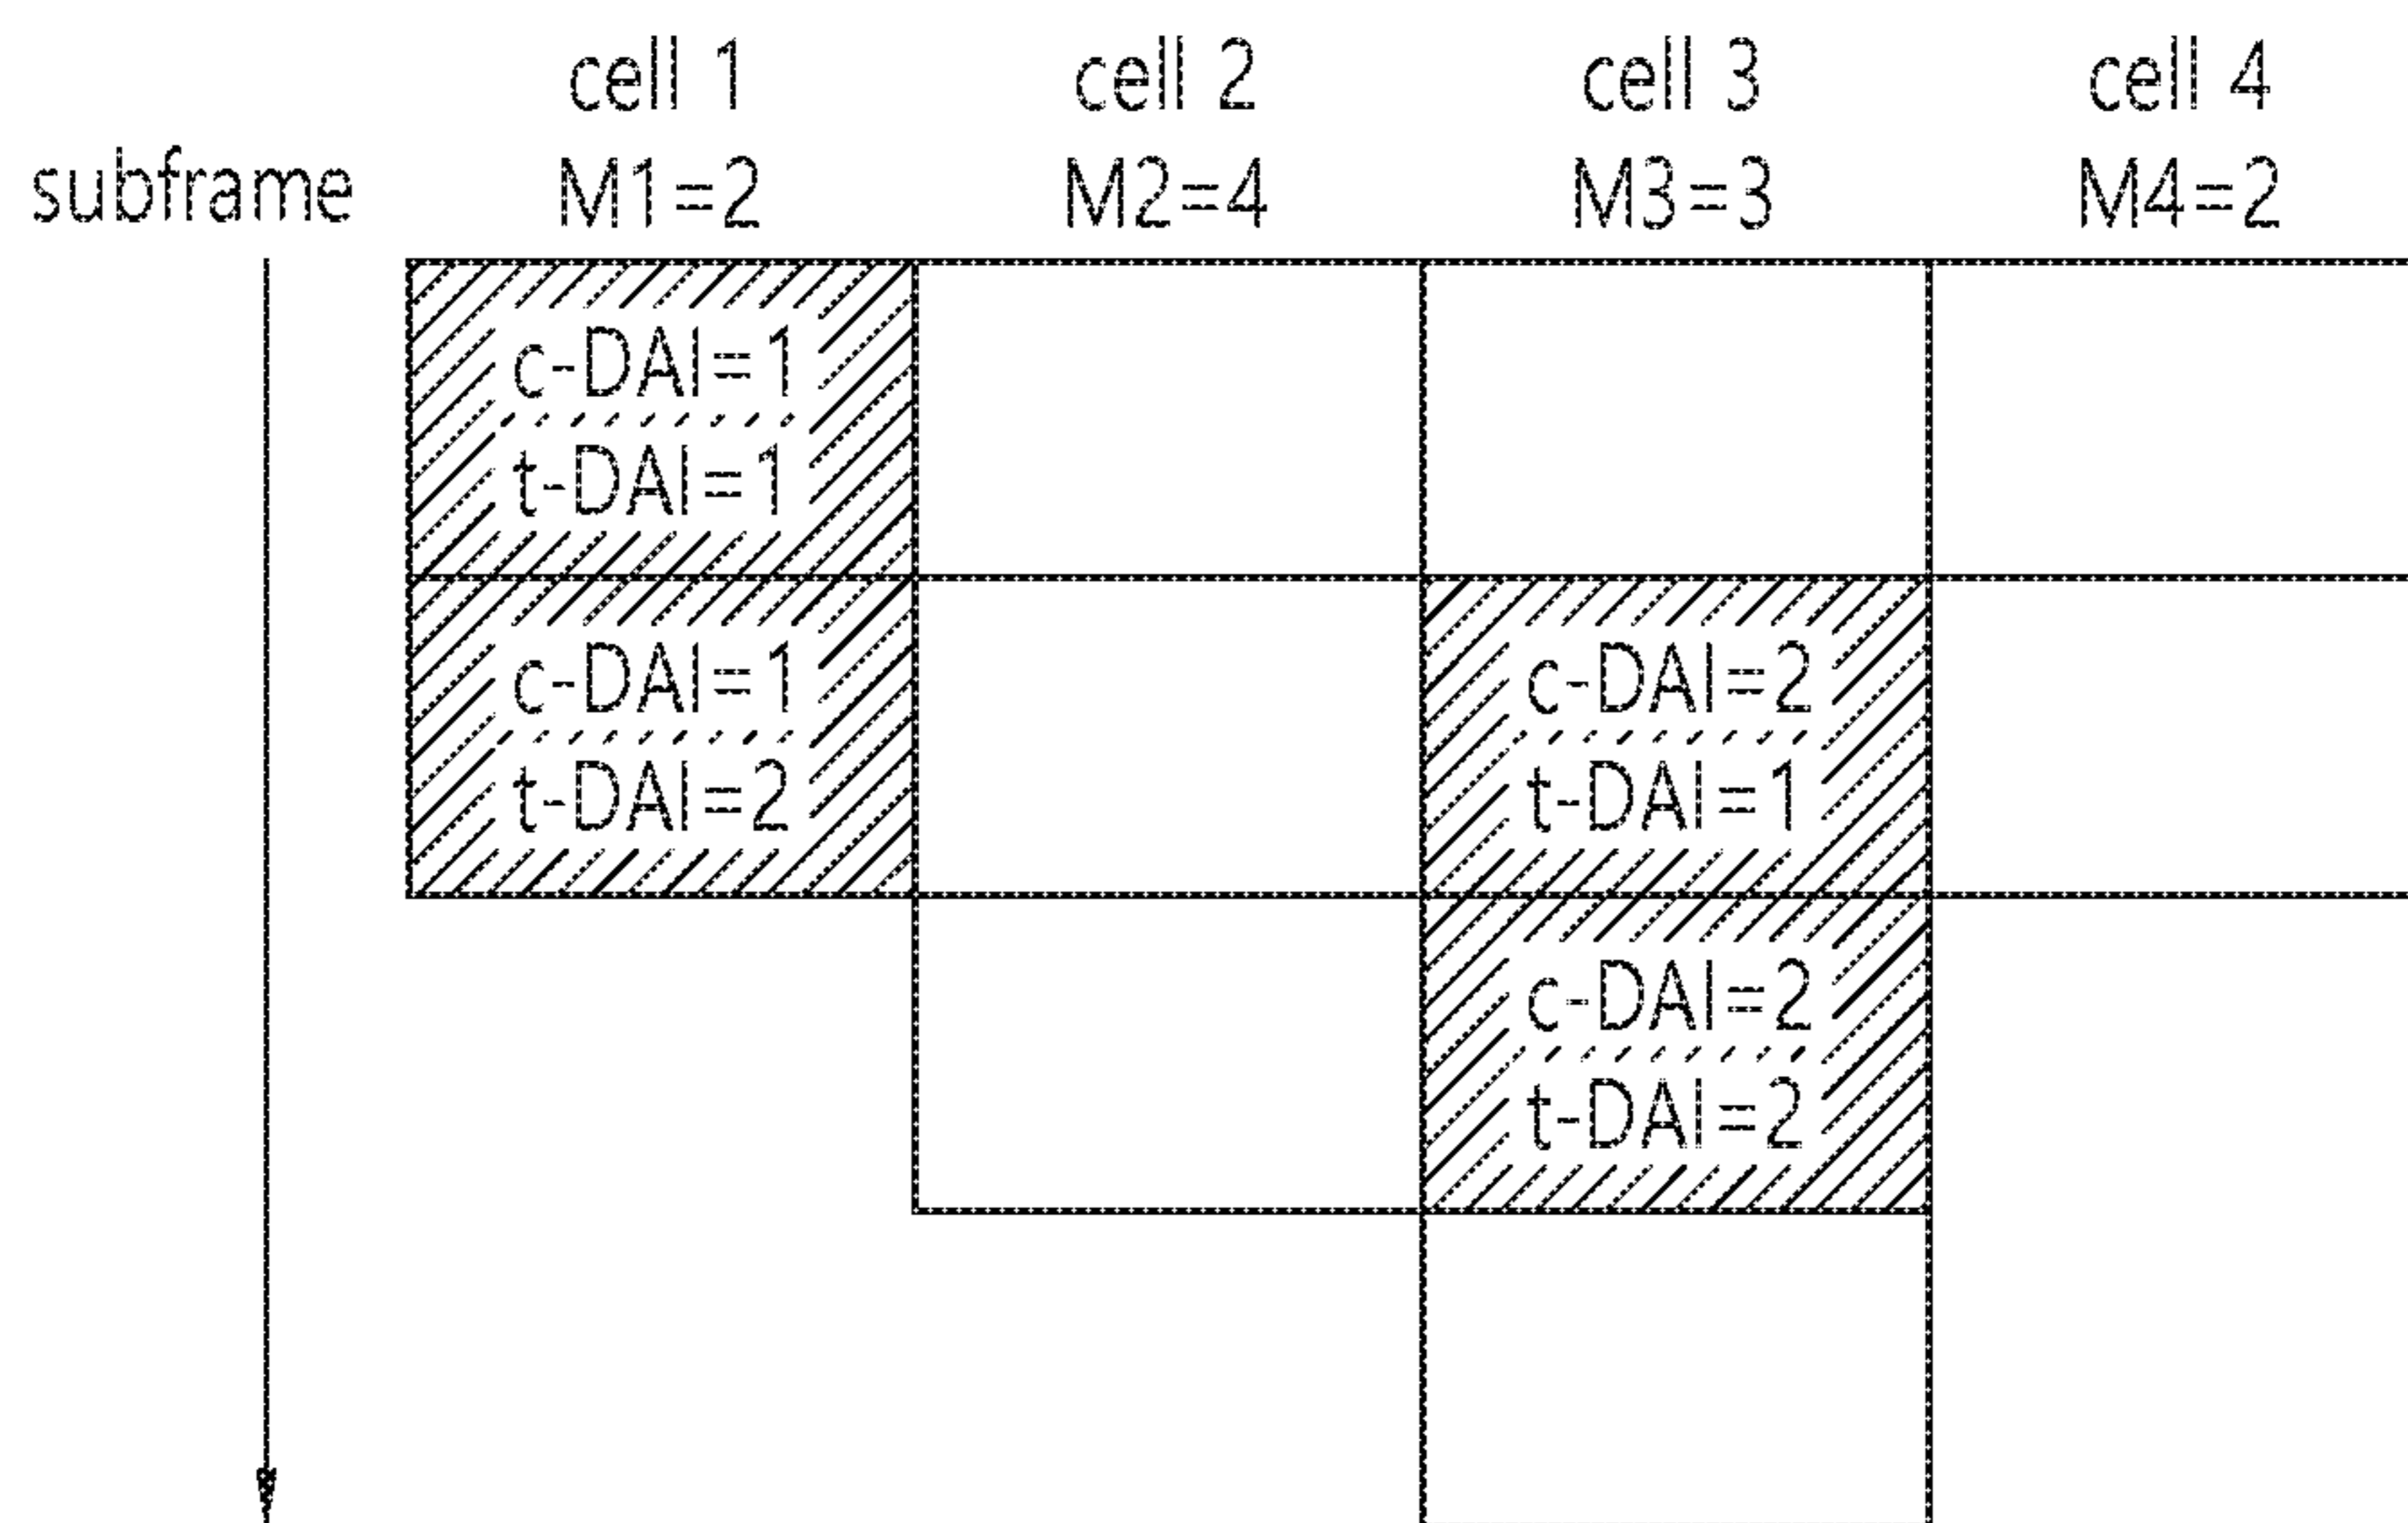 cell 1 cell 2 cell 3 cell 4
subframe M1=2 M2=4 M3=3 M4=2
c-DAI=1
t-DAI=1
c-DAI=1 c-DAI=2
t-DAI=2 t-DAI=1
c-DAI=2
t-DAI=2